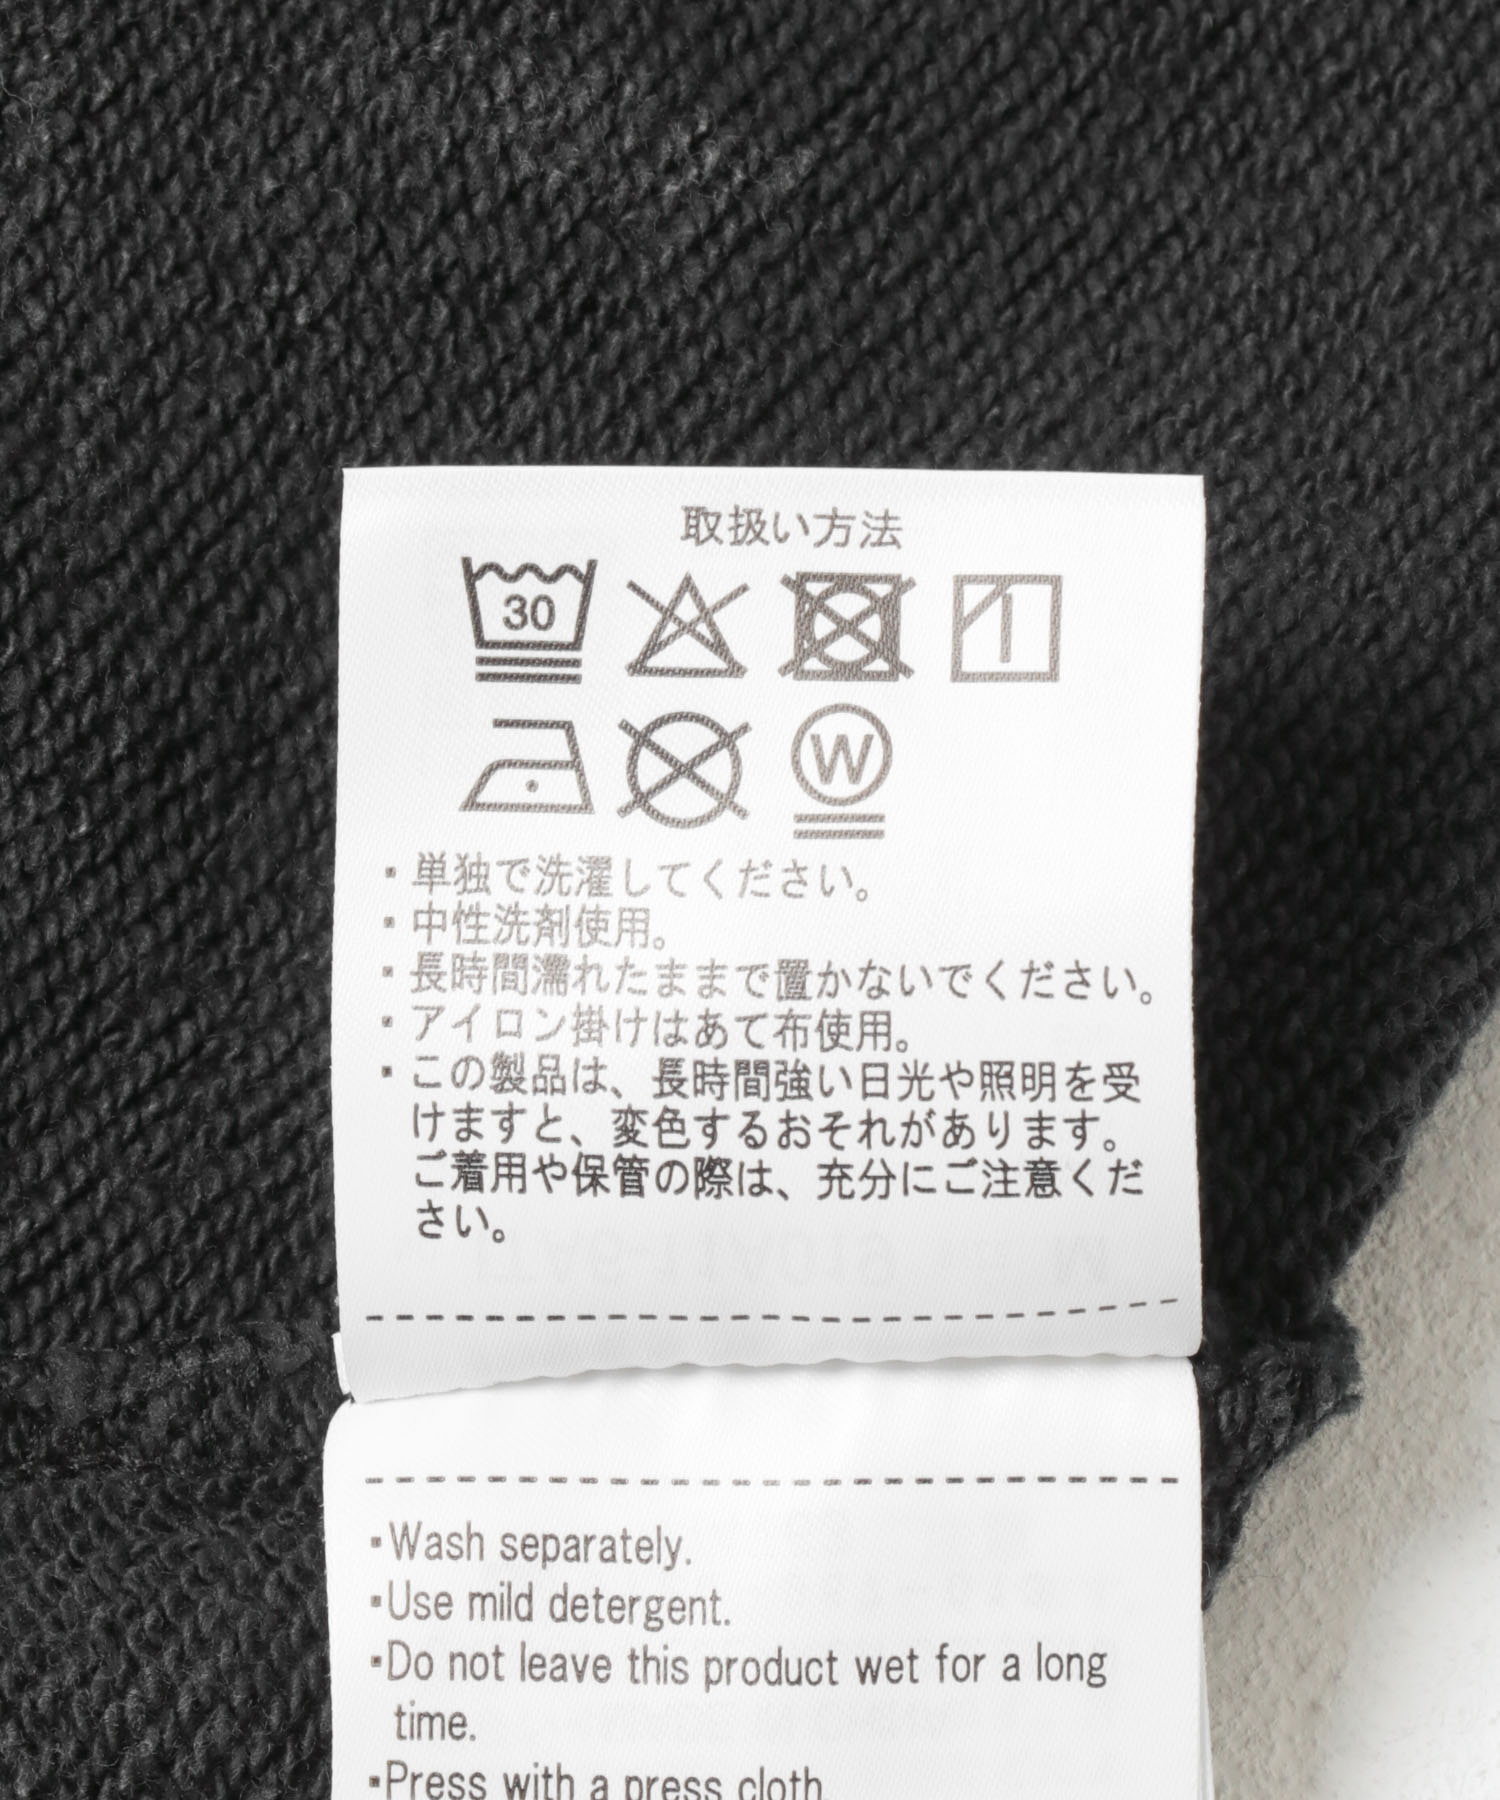 取扱い方法
30
W
・単独で洗濯してください。
・中性洗剤使用。
・長時間濡れたままで置かないでください。
・アイロン掛けはあて布使用。
・この製品は、長時間強い日光や照明を受
けますと、変色するおそれがあります。
ご着用や保管の際は、充分にご注意くだ
さい。
・Wash separately.
・Use mild detergent.
・Do not leave this product wet for a long
time.
・Press with a press cloth.